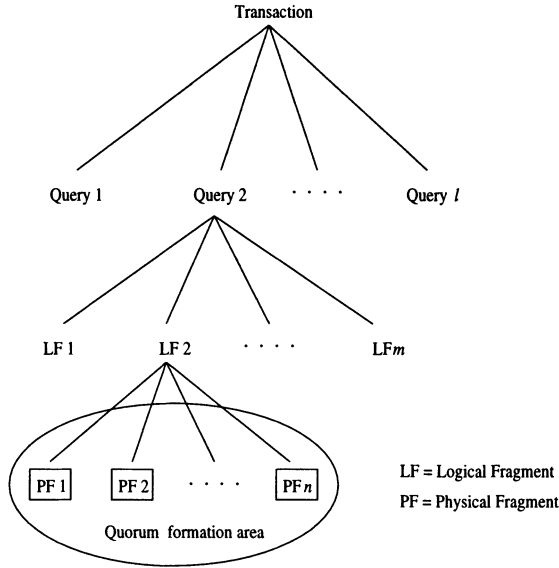 Transaction
Query 1 Query 2 . . . . Query l
LF 1 LF 2 . . . . LFm
PF 1 PF 2 . . . . PFn
Quorum formation area
LF = Logical Fragment
PF = Physical Fragment